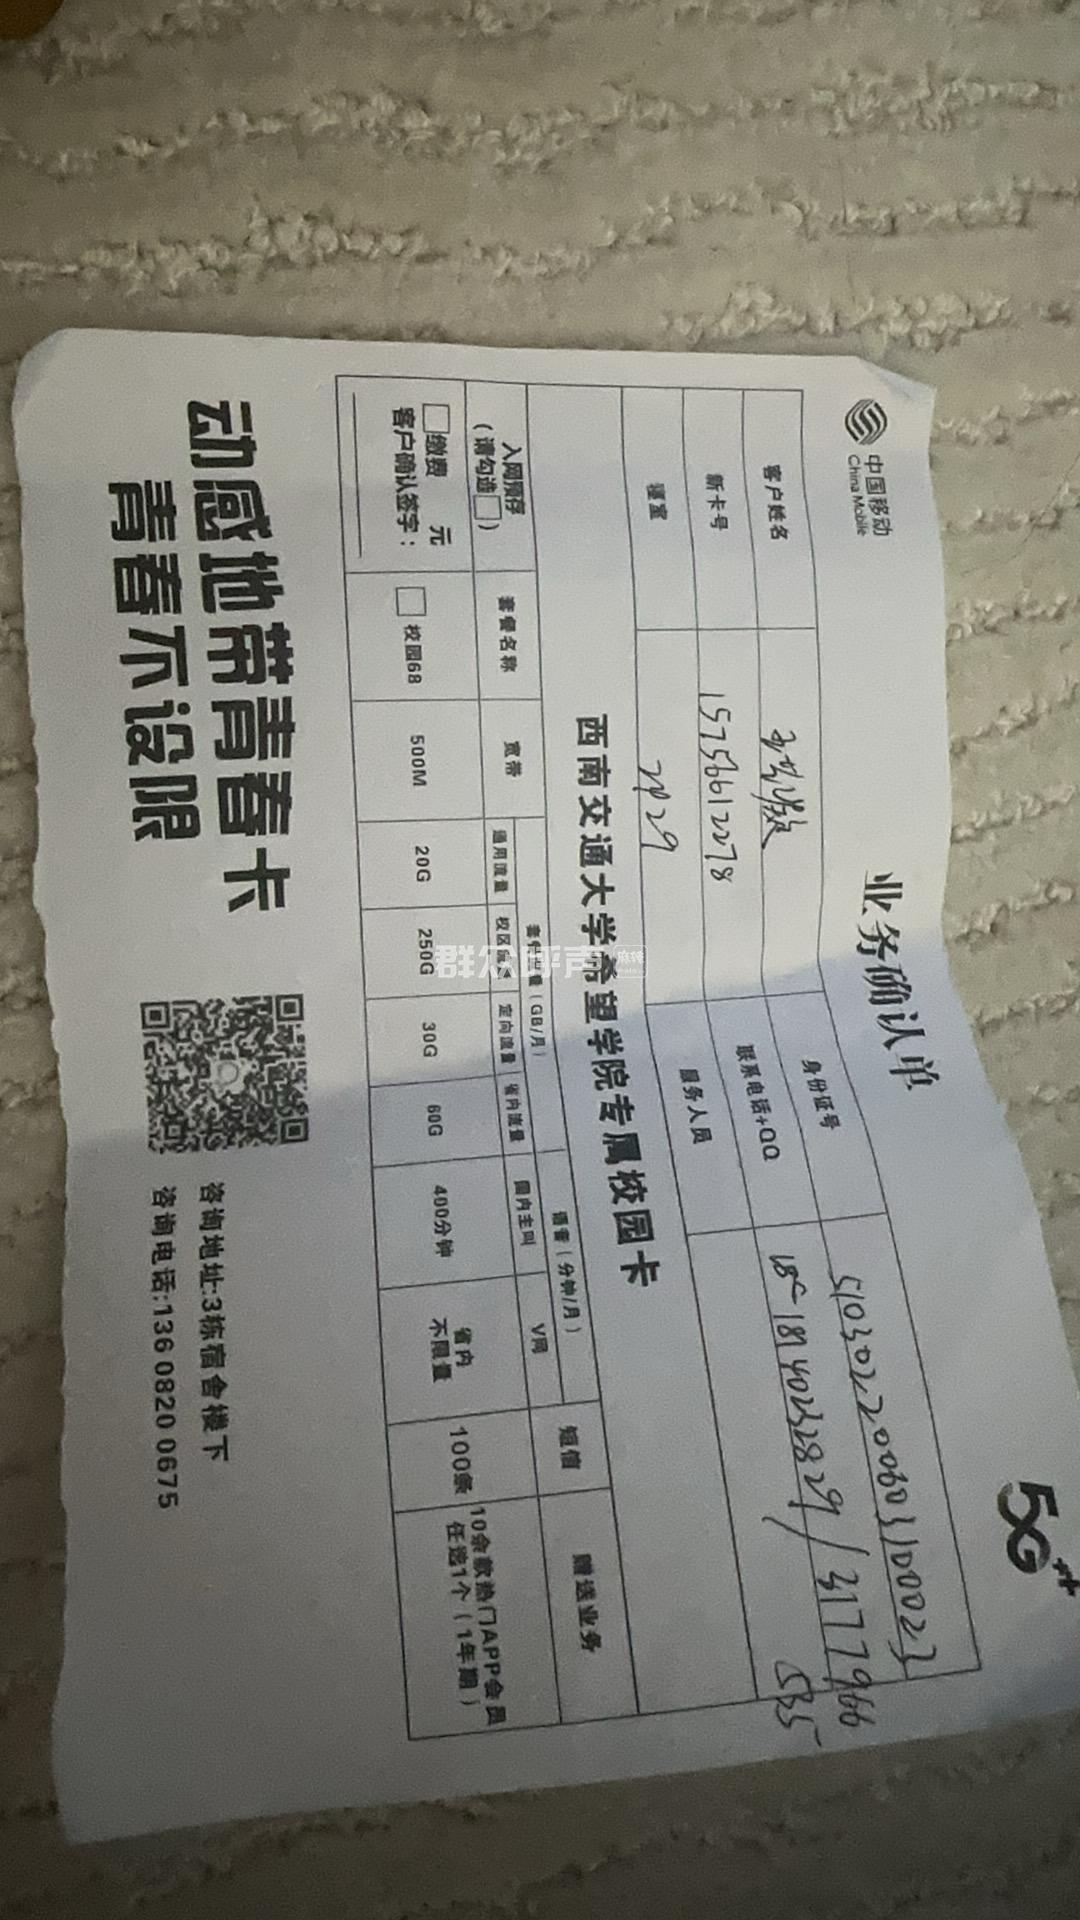 中国移动
China Mobile
业务确认单
5G++
客户姓名
身份证号 510302200603100023
新卡号 15756612278
联系电话+QQ
寝室
服务人员
西南交通大学希望学院专属校园卡
入网预存
(请勾选□)
套餐名称
宽带
套餐流量(GB/月)
语音(分钟/月)
短信
赠送业务
通用流量 校区流量 定向流量 省内流量 国内主叫 V网
□缴费 元
客户确认签字:
□ 校园68 500M 20G 250G 30G 60G 400分钟
省内
不限量
100条
10余款热门APP会员
任选1个(1年期)
动感地带青春卡
青春不设限
咨询地址:3栋宿舍楼下
咨询电话:136 0820 0675
群众呼声
麻辣